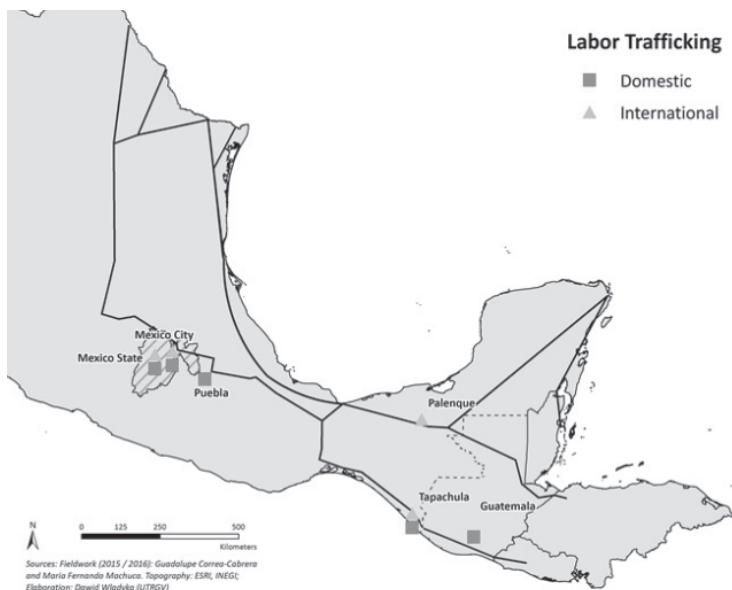 Labor Trafficking
Domestic
International
Mexico City
Mexico State
Puebla
Palenque
Tapachula
Guatemala
N
0 125 250 500
Kilometers
Sources: Fieldwork (2015 / 2016): Guadalupe Correa-Cabrera
and Maria Fernanda Machuca. Topography: ESRI, INEGI;
Elaboration: Dawid Wladyka (UTRGV)